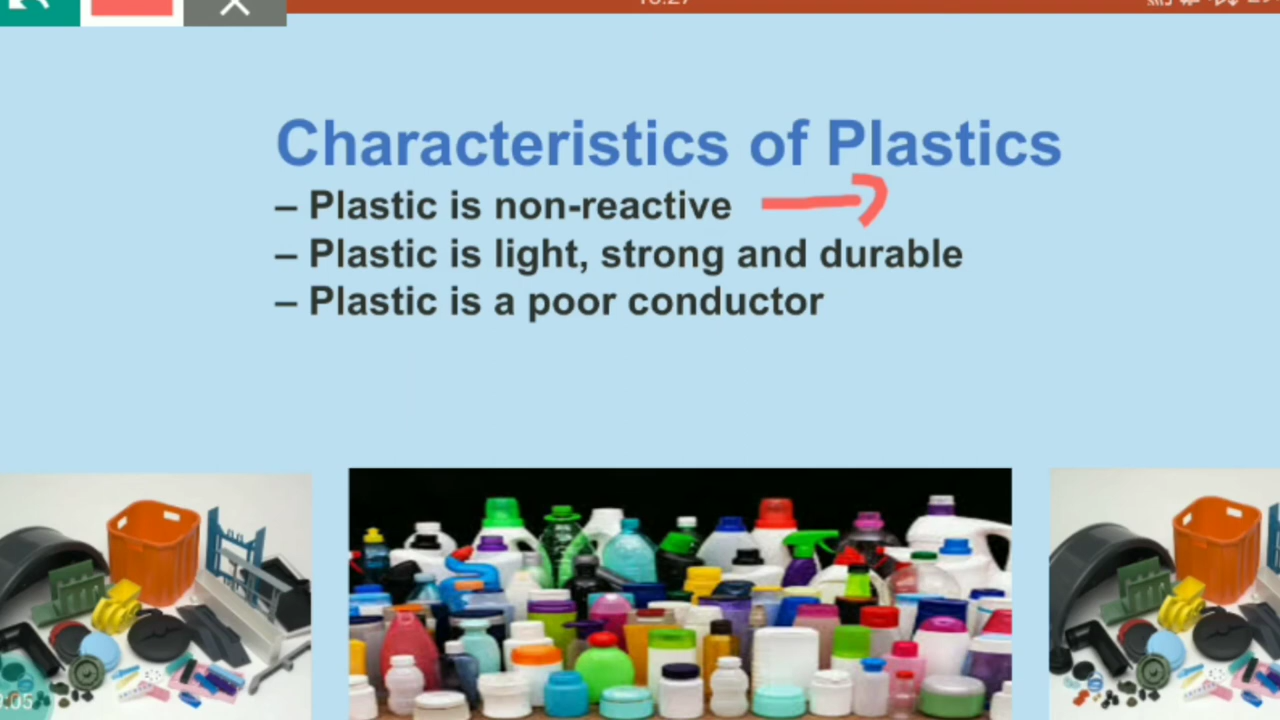 Characteristics of Plastics
– Plastic is non-reactive
– Plastic is light, strong and durable
– Plastic is a poor conductor